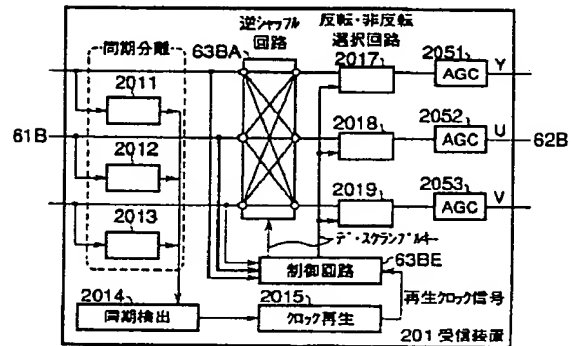 逆シャッフル
回路
63BA
反転・非反転
選択回路
同期分離
2011
2012
2013
61B
2017
2018
2019
2051
AGC
Y
2052
AGC
U
62B
2053
AGC
V
デ・スクランブルキー
制御回路
63BE
再生クロック信号
2014
同期検出
2015
クロック再生
201 受信装置